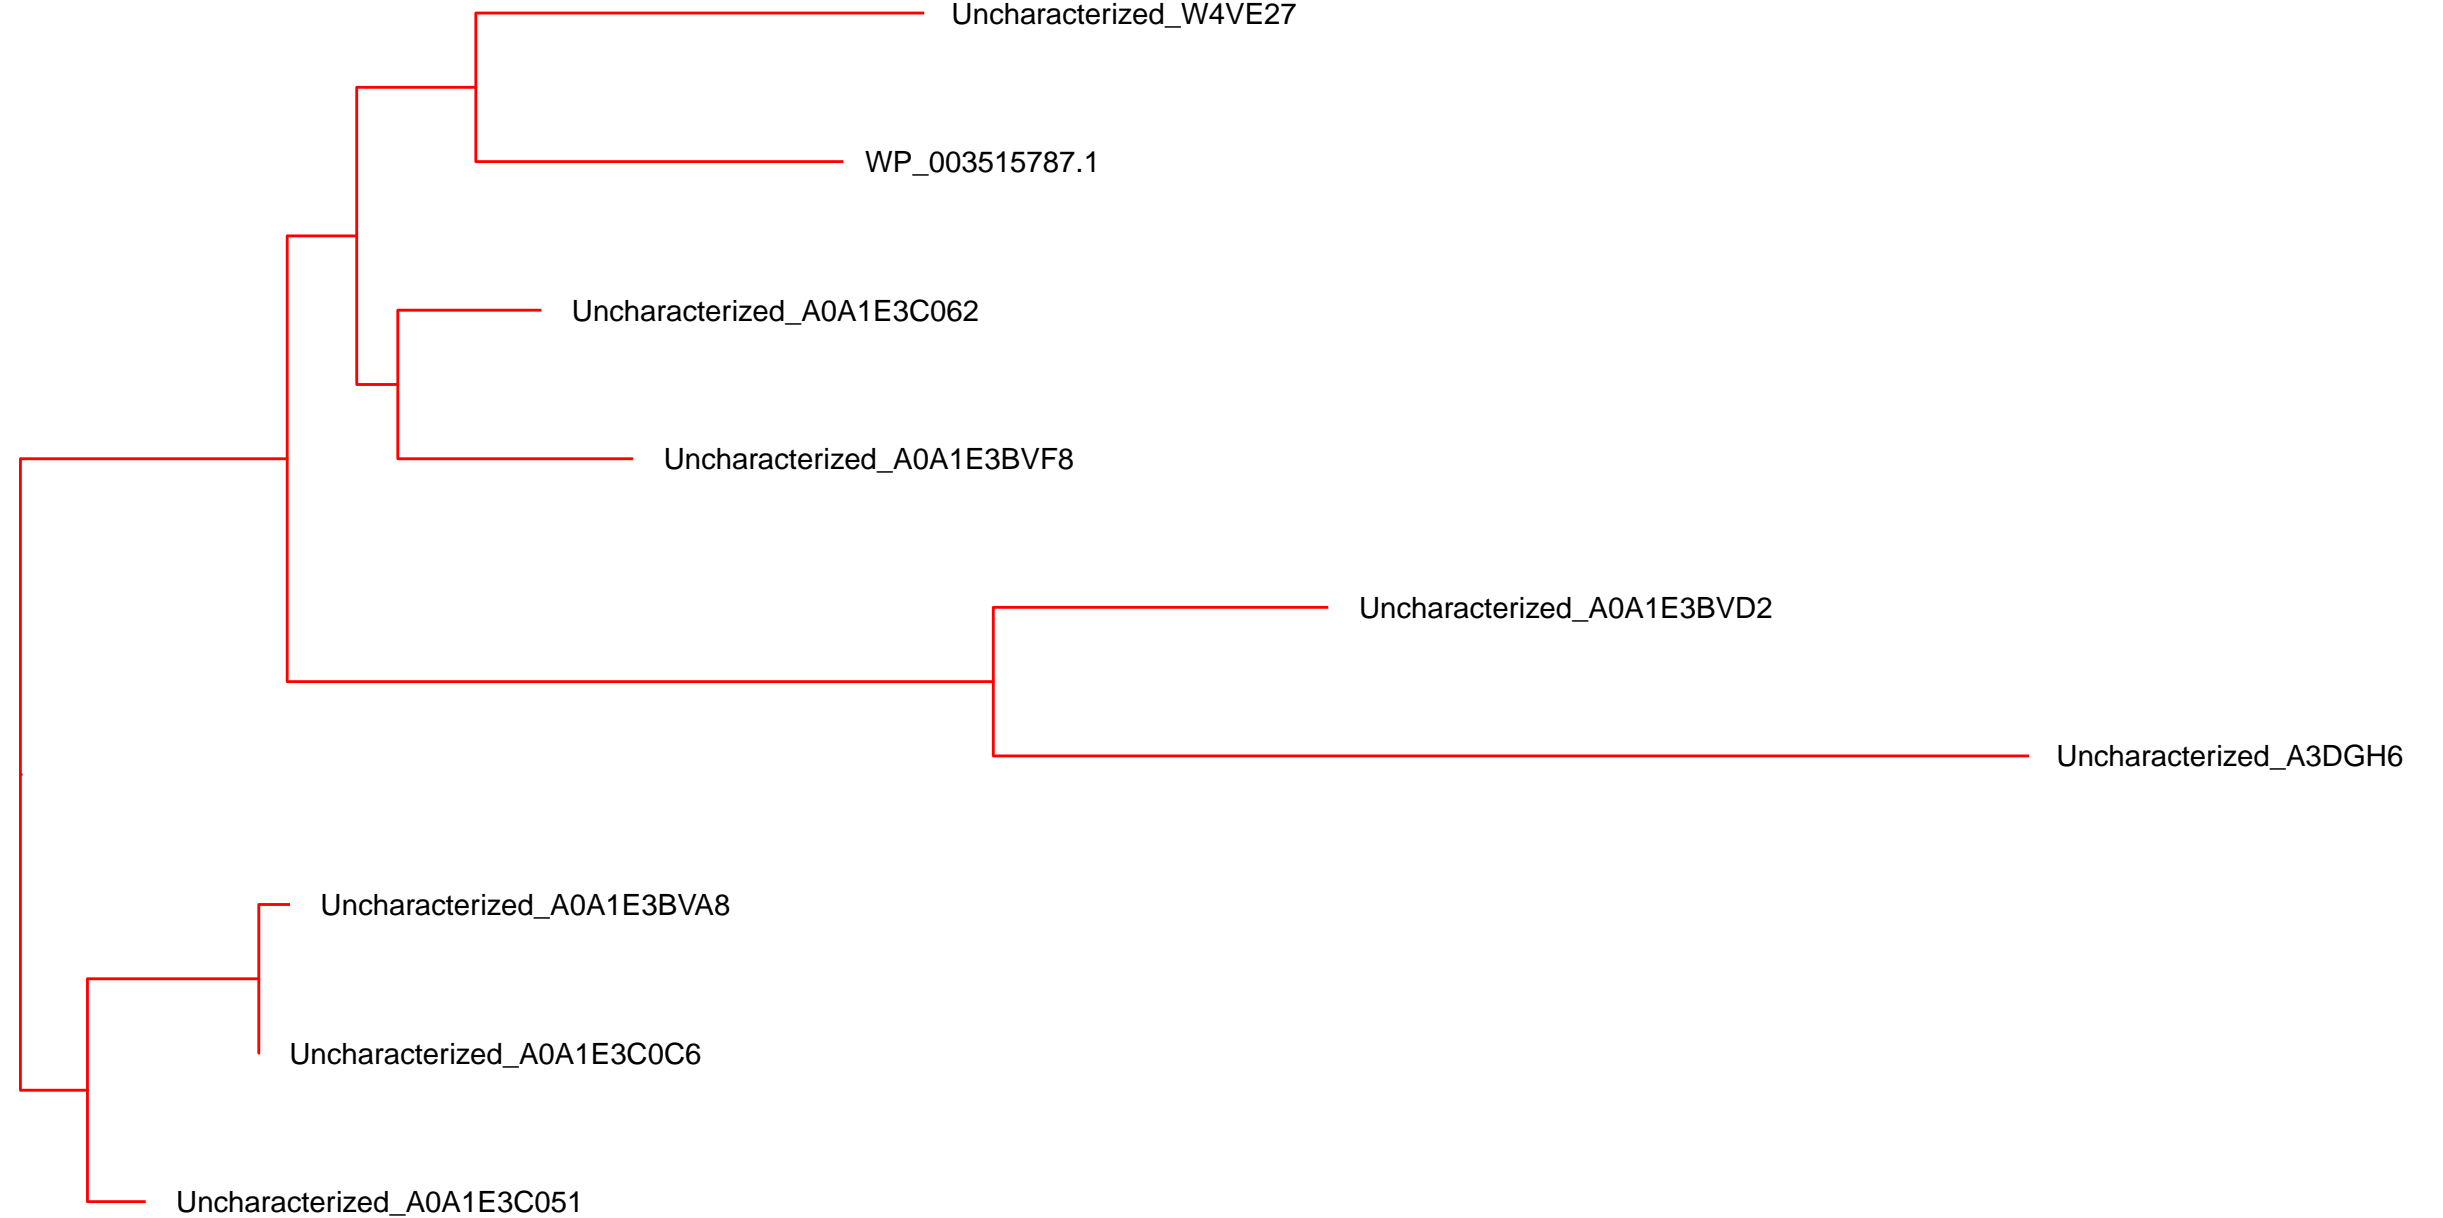 Uncharacterized_W4VE27
WP_003515787.1
Uncharacterized_A0A1E3C062
Uncharacterized_A0A1E3BVF8
Uncharacterized_A0A1E3BVD2
Uncharacterized_A3DGH6
Uncharacterized_A0A1E3BVA8
Uncharacterized_A0A1E3C0C6
Uncharacterized_A0A1E3C051